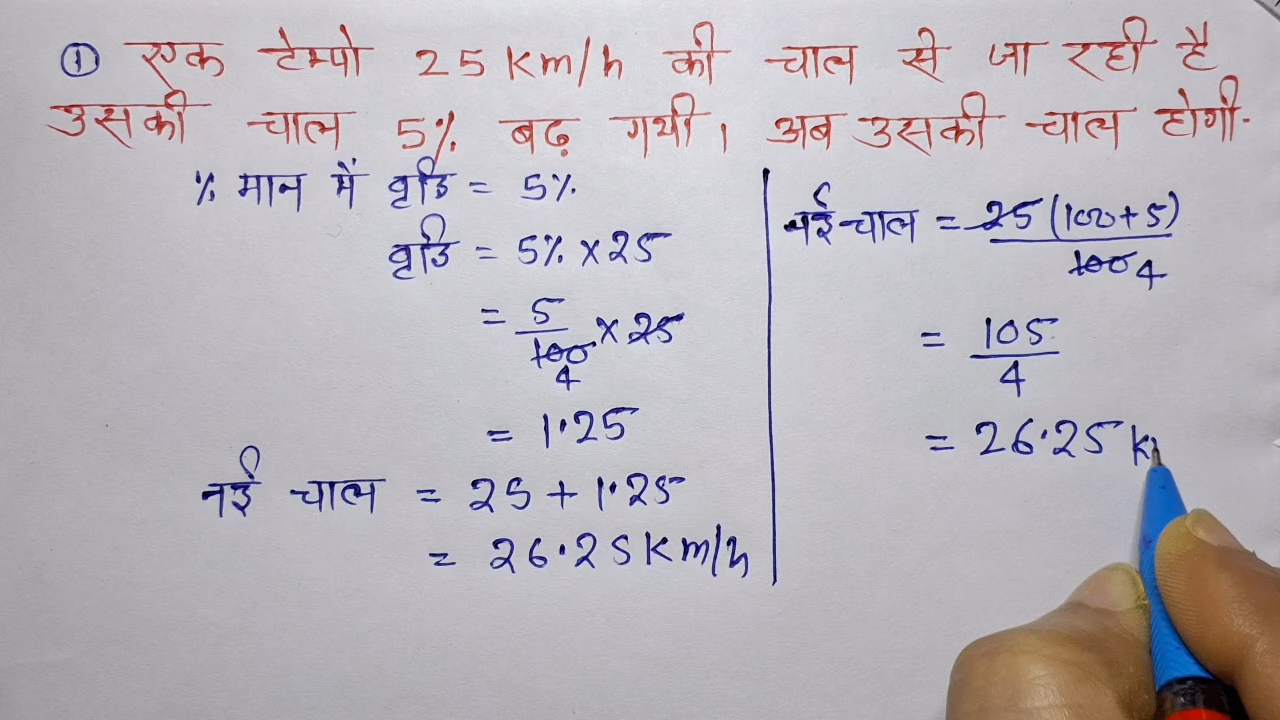 ① एक टेम्पो 25 Km/h की चाल से जा रही है
उसकी चाल 5% बढ़ गयी। अब उसकी चाल होगी-
% मान में वृद्धि = 5%
वृद्धि = 5% × 25
= 5/100 × 25
4
= 1.25
नई चाल = 25 + 1.25
= 26.25 Km/h
नई चाल = 25 (100 + 5)
100 4
= 105/4
= 26.25 K